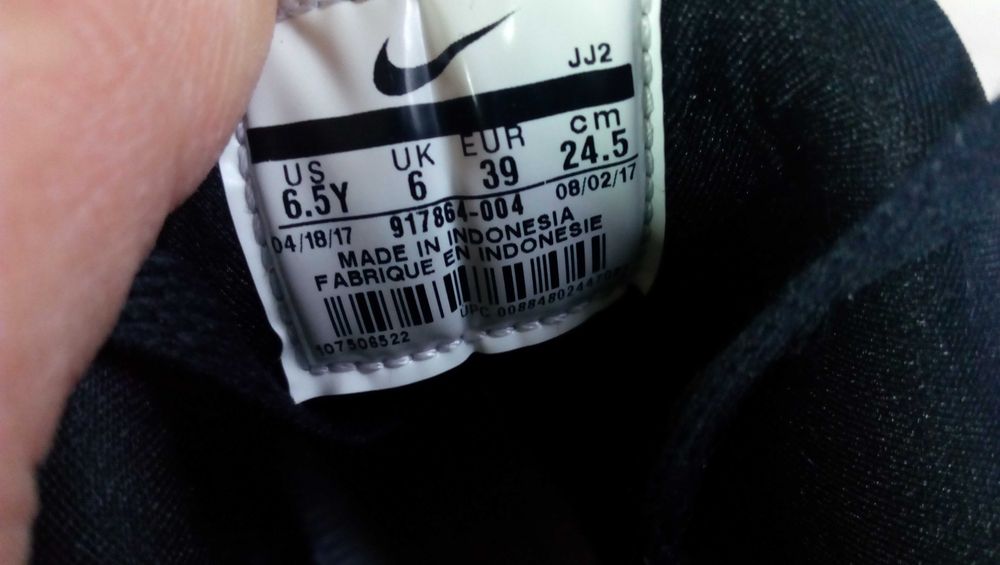 JJ2
US UK EUR cm
6.5Y 6 39 24.5
04/18/17 917864-004 08/02/17
MADE IN INDONESIA
FABRIQUE EN INDONESIE
UPC
107506522